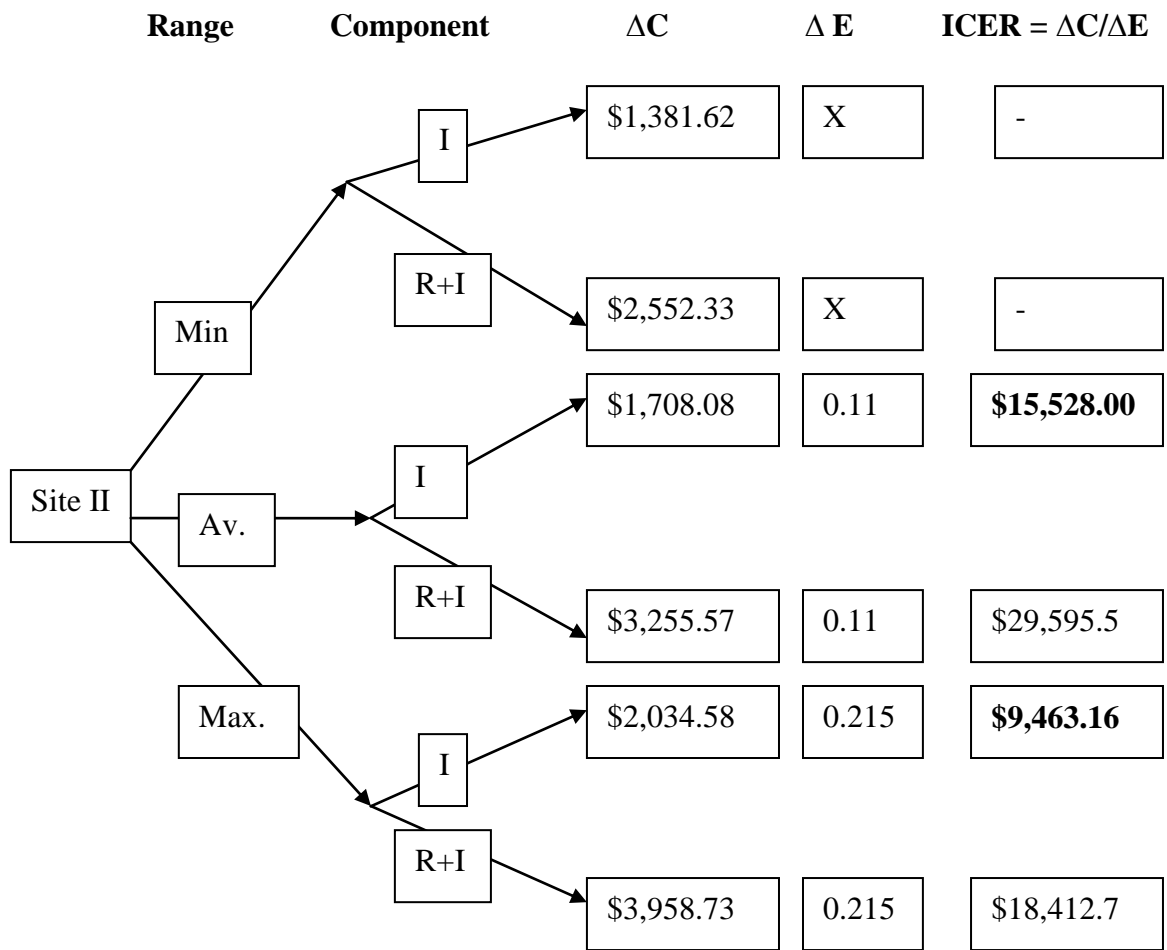 Range Component ΔC Δ E ICER = ΔC/ΔE
I $1,381.62 X -
R+I $2,552.33 X -
Min
I $1,708.08 0.11 $15,528.00
Site II
Av.
R+I $3,255.57 0.11 $29,595.5
Max.
I $2,034.58 0.215 $9,463.16
R+I $3,958.73 0.215 $18,412.7